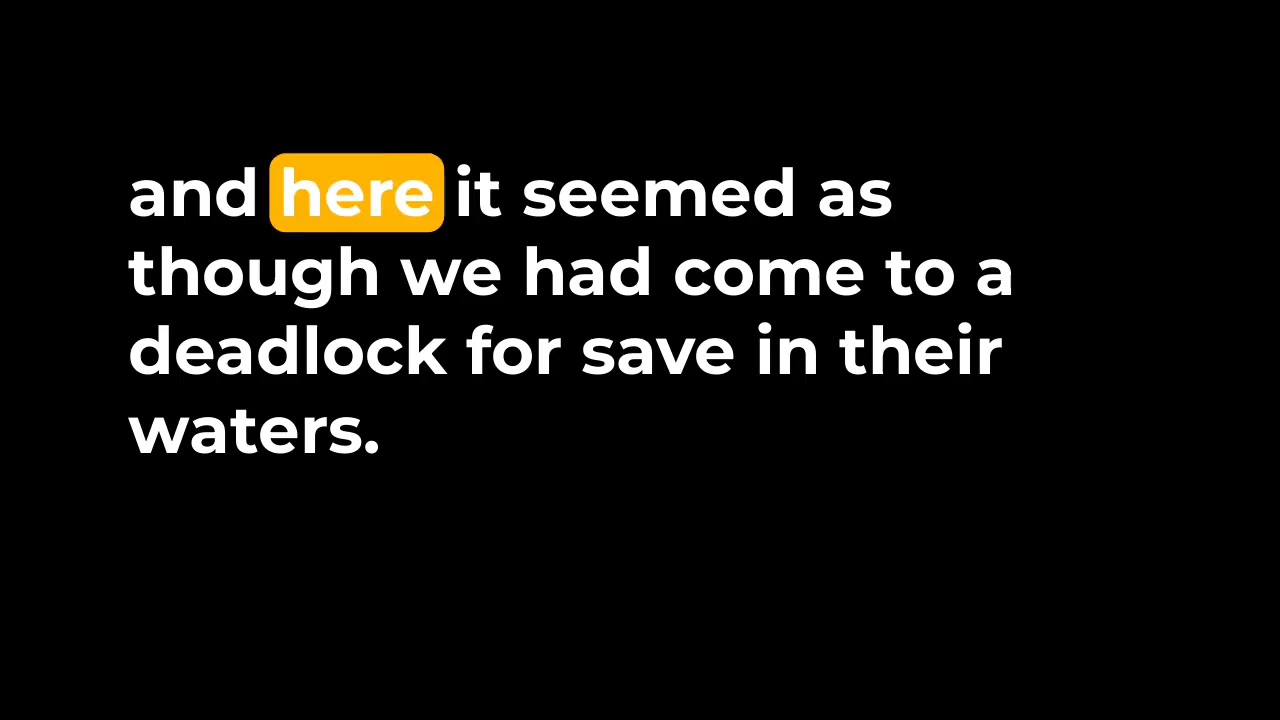 and here it seemed as
though we had come to a
deadlock for save in their
waters.